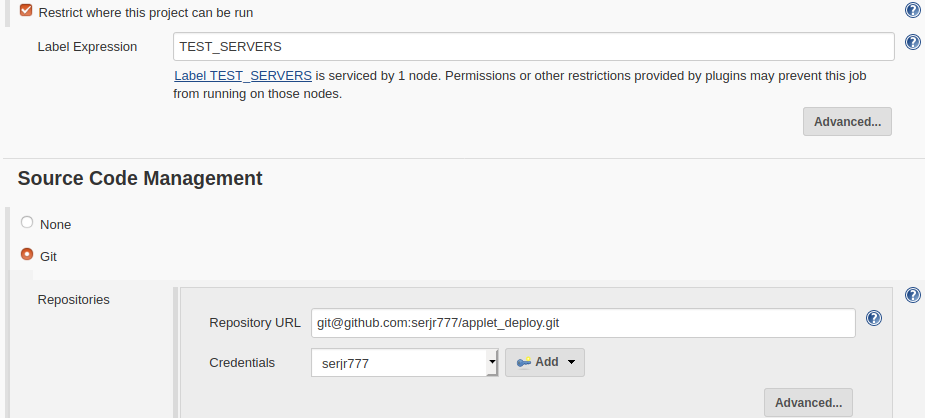 Restrict where this project can be run
Label Expression TEST_SERVERS
Label TEST_SERVERS is serviced by 1 node. Permissions or other restrictions provided by plugins may prevent this job
from running on those nodes.
Advanced...
Source Code Management
None
Git
Repositories
Repository URL git@github.com:serjr777/applet_deploy.git
Credentials serjr777 Add
Advanced...